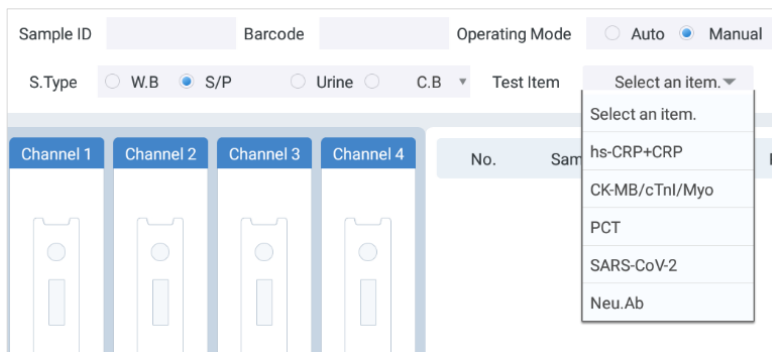 Sample ID Barcode Operating Mode Auto Manual
S.Type W.B S/P Urine C.B Test Item Select an item.
Select an item.
hs-CRP+CRP
CK-MB/cTnI/Myo
PCT
SARS-CoV-2
Neu.Ab
Channel 1 Channel 2 Channel 3 Channel 4
No. Sam